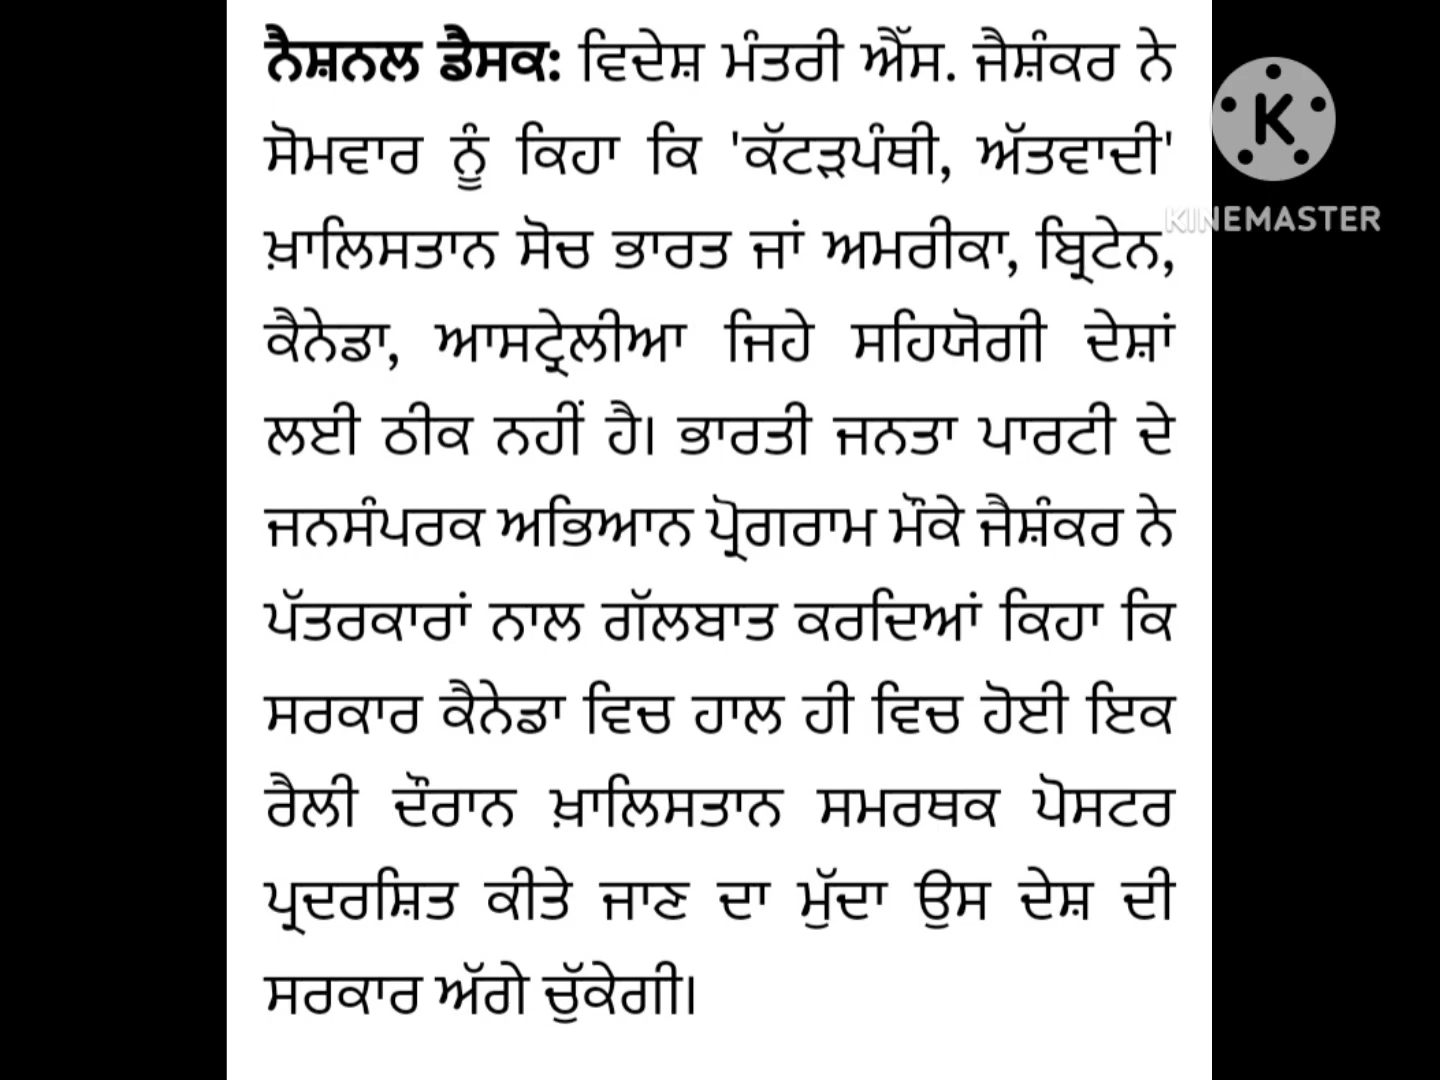 ਨੈਸ਼ਨਲ ਡੈਸਕ: ਵਿਦੇਸ਼ ਮੰਤਰੀ ਐੱਸ. ਜੈਸ਼ੰਕਰ ਨੇ
ਸੋਮਵਾਰ ਨੂੰ ਕਿਹਾ ਕਿ 'ਕੱਟੜਪੰਥੀ, ਅੱਤਵਾਦੀ'
ਖ਼ਾਲਿਸਤਾਨ ਸੋਚ ਭਾਰਤ ਜਾਂ ਅਮਰੀਕਾ, ਬ੍ਰਿਟੇਨ,
ਕੈਨੇਡਾ, ਆਸਟ੍ਰੇਲੀਆ ਜਿਹੇ ਸਹਿਯੋਗੀ ਦੇਸ਼ਾਂ
ਲਈ ਠੀਕ ਨਹੀਂ ਹੈ। ਭਾਰਤੀ ਜਨਤਾ ਪਾਰਟੀ ਦੇ
ਜਨਸੰਪਰਕ ਅਭਿਆਨ ਪ੍ਰੋਗਰਾਮ ਮੌਕੇ ਜੈਸ਼ੰਕਰ ਨੇ
ਪੱਤਰਕਾਰਾਂ ਨਾਲ ਗੱਲਬਾਤ ਕਰਦਿਆਂ ਕਿਹਾ ਕਿ
ਸਰਕਾਰ ਕੈਨੇਡਾ ਵਿਚ ਹਾਲ ਹੀ ਵਿਚ ਹੋਈ ਇਕ
ਰੈਲੀ ਦੌਰਾਨ ਖ਼ਾਲਿਸਤਾਨ ਸਮਰਥਕ ਪੋਸਟਰ
ਪ੍ਰਦਰਸ਼ਿਤ ਕੀਤੇ ਜਾਣ ਦਾ ਮੁੱਦਾ ਉਸ ਦੇਸ਼ ਦੀ
ਸਰਕਾਰ ਅੱਗੇ ਚੁੱਕੇਗੀ।
K
KINEMASTER